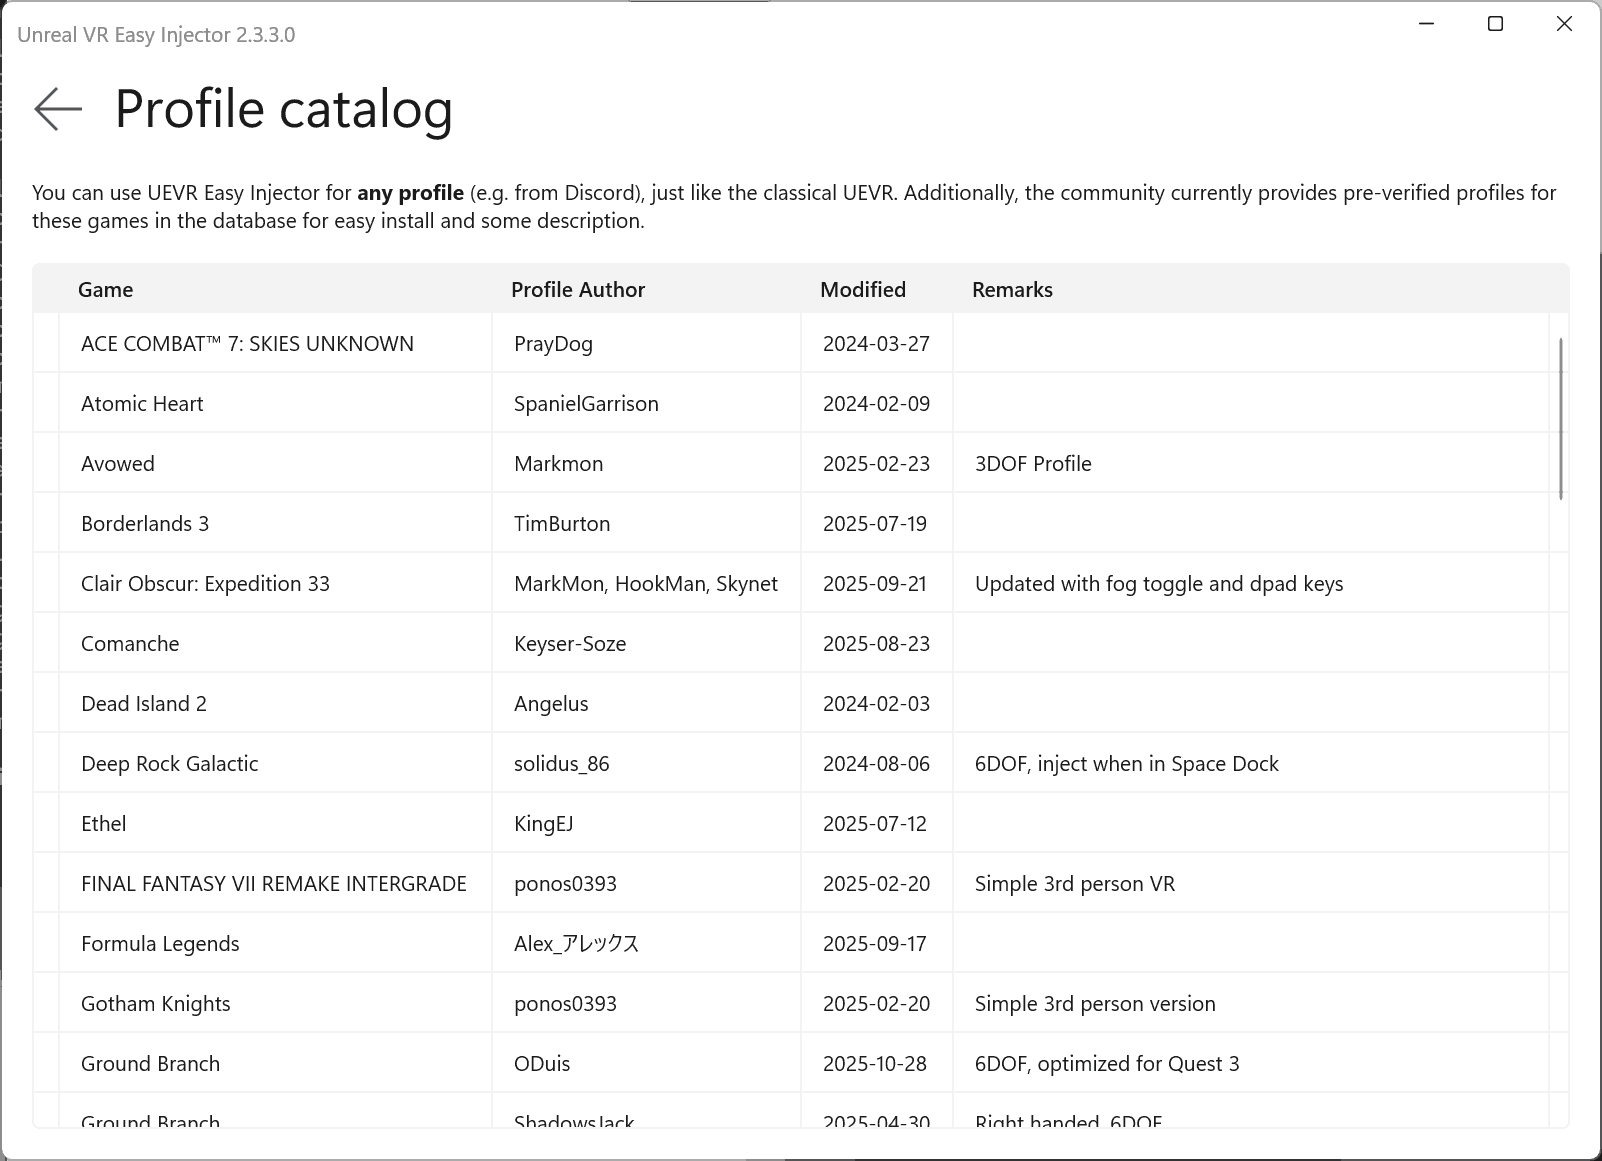 Unreal VR Easy Injector 2.3.3.0
Profile catalog
You can use UEVR Easy Injector for any profile (e.g. from Discord), just like the classical UEVR. Additionally, the community currently provides pre-verified profiles for
these games in the database for easy install and some description.
Game Profile Author Modified Remarks
ACE COMBAT™ 7: SKIES UNKNOWN PrayDog 2024-03-27
Atomic Heart SpanielGarrison 2024-02-09
Avowed Markmon 2025-02-23 3DOF Profile
Borderlands 3 TimBurton 2025-07-19
Clair Obscur: Expedition 33 MarkMon, HookMan, Skynet 2025-09-21 Updated with fog toggle and dpad keys
Comanche Keyser-Soze 2025-08-23
Dead Island 2 Angelus 2024-02-03
Deep Rock Galactic solidus_86 2024-08-06 6DOF, inject when in Space Dock
Ethel KingEJ 2025-07-12
FINAL FANTASY VII REMAKE INTERGRADE ponos0393 2025-02-20 Simple 3rd person VR
Formula Legends Alex_アレックス 2025-09-17
Gotham Knights ponos0393 2025-02-20 Simple 3rd person version
Ground Branch ODuis 2025-10-28 6DOF, optimized for Quest 3
Ground Branch ShadowsJack 2025-04-30 Right handed, 6DOF